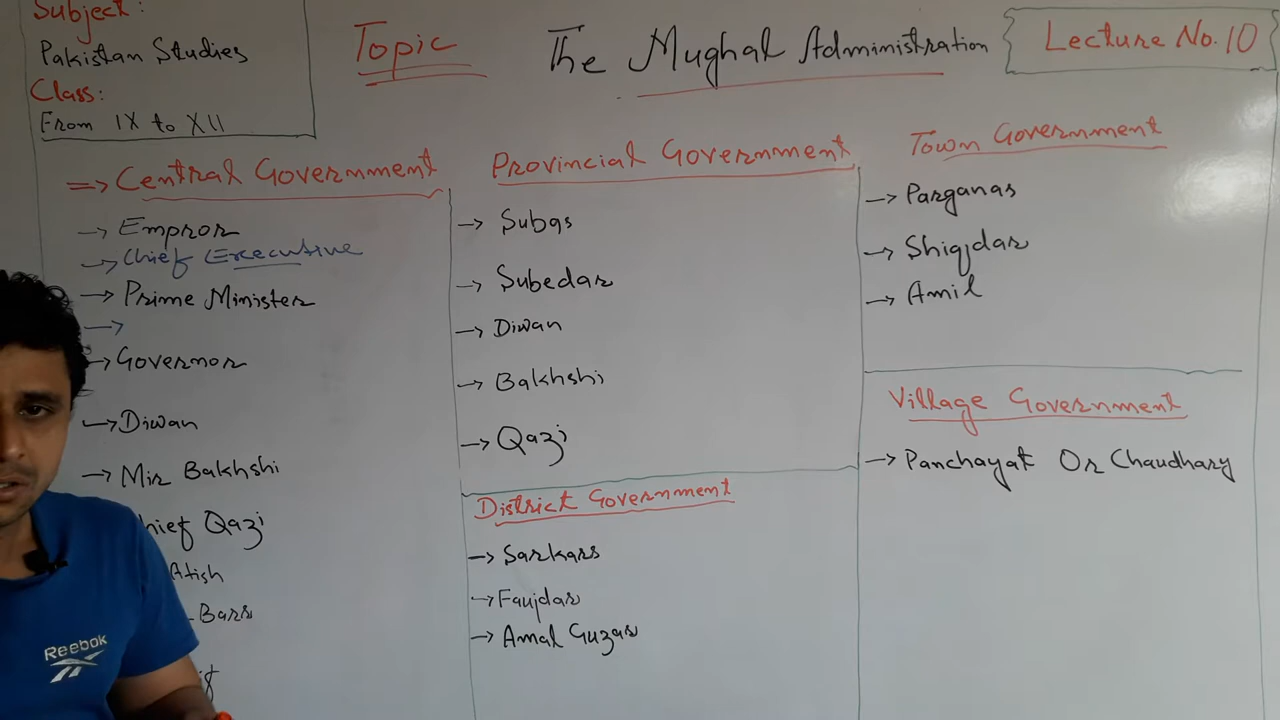 Subject:
Pakistan Studies
Class:
From IX to XII
Topic
The Mughal Administration
Lecture No.10
=> Central Government
→ Empror
→ Chief Executive
→ Prime Minister
→
→ Governor
→ Diwan
→ Mir Bakhshi
hief Qazi
Atish
Barr
Provincial Government
→ Subas
→ Subedar
→ Diwan
→ Bakhshi
→ Qazi
District Government
→ Sarkars
→ Faujdar
→ Amal Guzar
Town Government
→ Parganas
→ Shiqdar
→ Amil
Village Government
→ Panchayat Or Chaudhary
Reebok